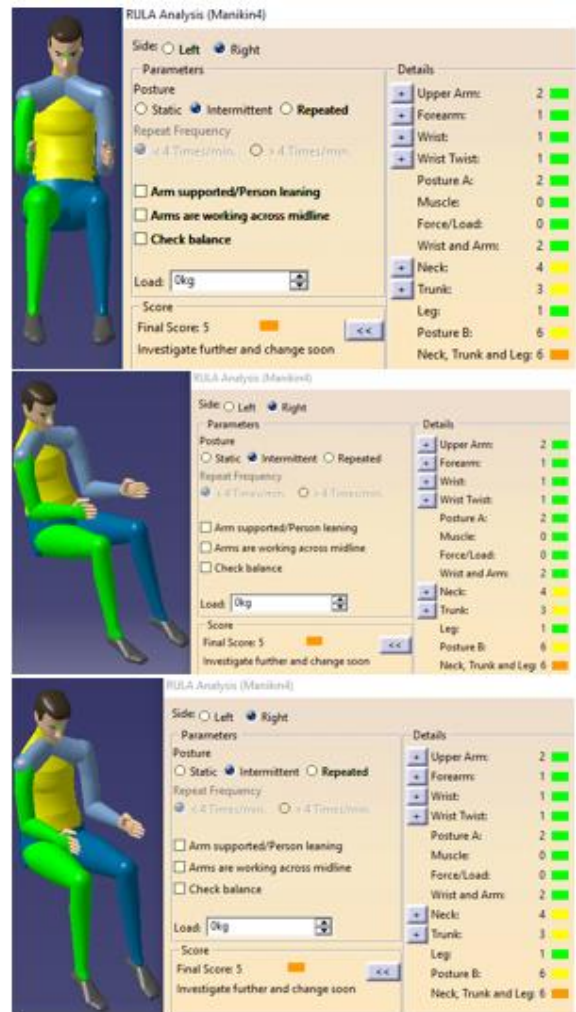 RULA Analysis (Manikin4)
Side: Left Right
Parameters
Posture
Static Intermittent Repeated
Repeat Frequency
< 4 Times/min. > 4 Times/min.
Arm supported/Person leaning
Arms are working across midline
Check balance
Load: 0kg
Score
Final Score: 5 <<
Investigate further and change soon
Details
+ Upper Arm: 2
+ Forearm: 1
+ Wrist: 1
+ Wrist Twist: 1
Posture A: 2
Muscle: 0
Force/Load: 0
Wrist and Arm: 2
+ Neck: 4
+ Trunk: 3
Leg: 1
Posture B: 6
Neck, Trunk and Leg: 6
RULA Analysis (Manikin4)
Side: Left Right
Parameters
Posture
Static Intermittent Repeated
Repeat Frequency
< 4 Times/min. > 4 Times/min.
Arm supported/Person leaning
Arms are working across midline
Check balance
Load: 0kg
Score
Final Score: 5 <<
Investigate further and change soon
Details
+ Upper Arm: 2
+ Forearm: 1
+ Wrist: 1
+ Wrist Twist: 1
Posture A: 2
Muscle: 0
Force/Load: 0
Wrist and Arm: 2
+ Neck: 4
+ Trunk: 3
Leg: 1
Posture B: 6
Neck, Trunk and Leg: 6
RULA Analysis (Manikin4)
Side: Left Right
Parameters
Posture
Static Intermittent Repeated
Repeat Frequency
< 4 Times/min. > 4 Times/min.
Arm supported/Person leaning
Arms are working across midline
Check balance
Load: 0kg
Score
Final Score: 5 <<
Investigate further and change soon
Details
+ Upper Arm: 2
+ Forearm: 1
+ Wrist: 1
+ Wrist Twist: 1
Posture A: 2
Muscle: 0
Force/Load: 0
Wrist and Arm: 2
+ Neck: 4
+ Trunk: 3
Leg: 1
Posture B: 6
Neck, Trunk and Leg: 6